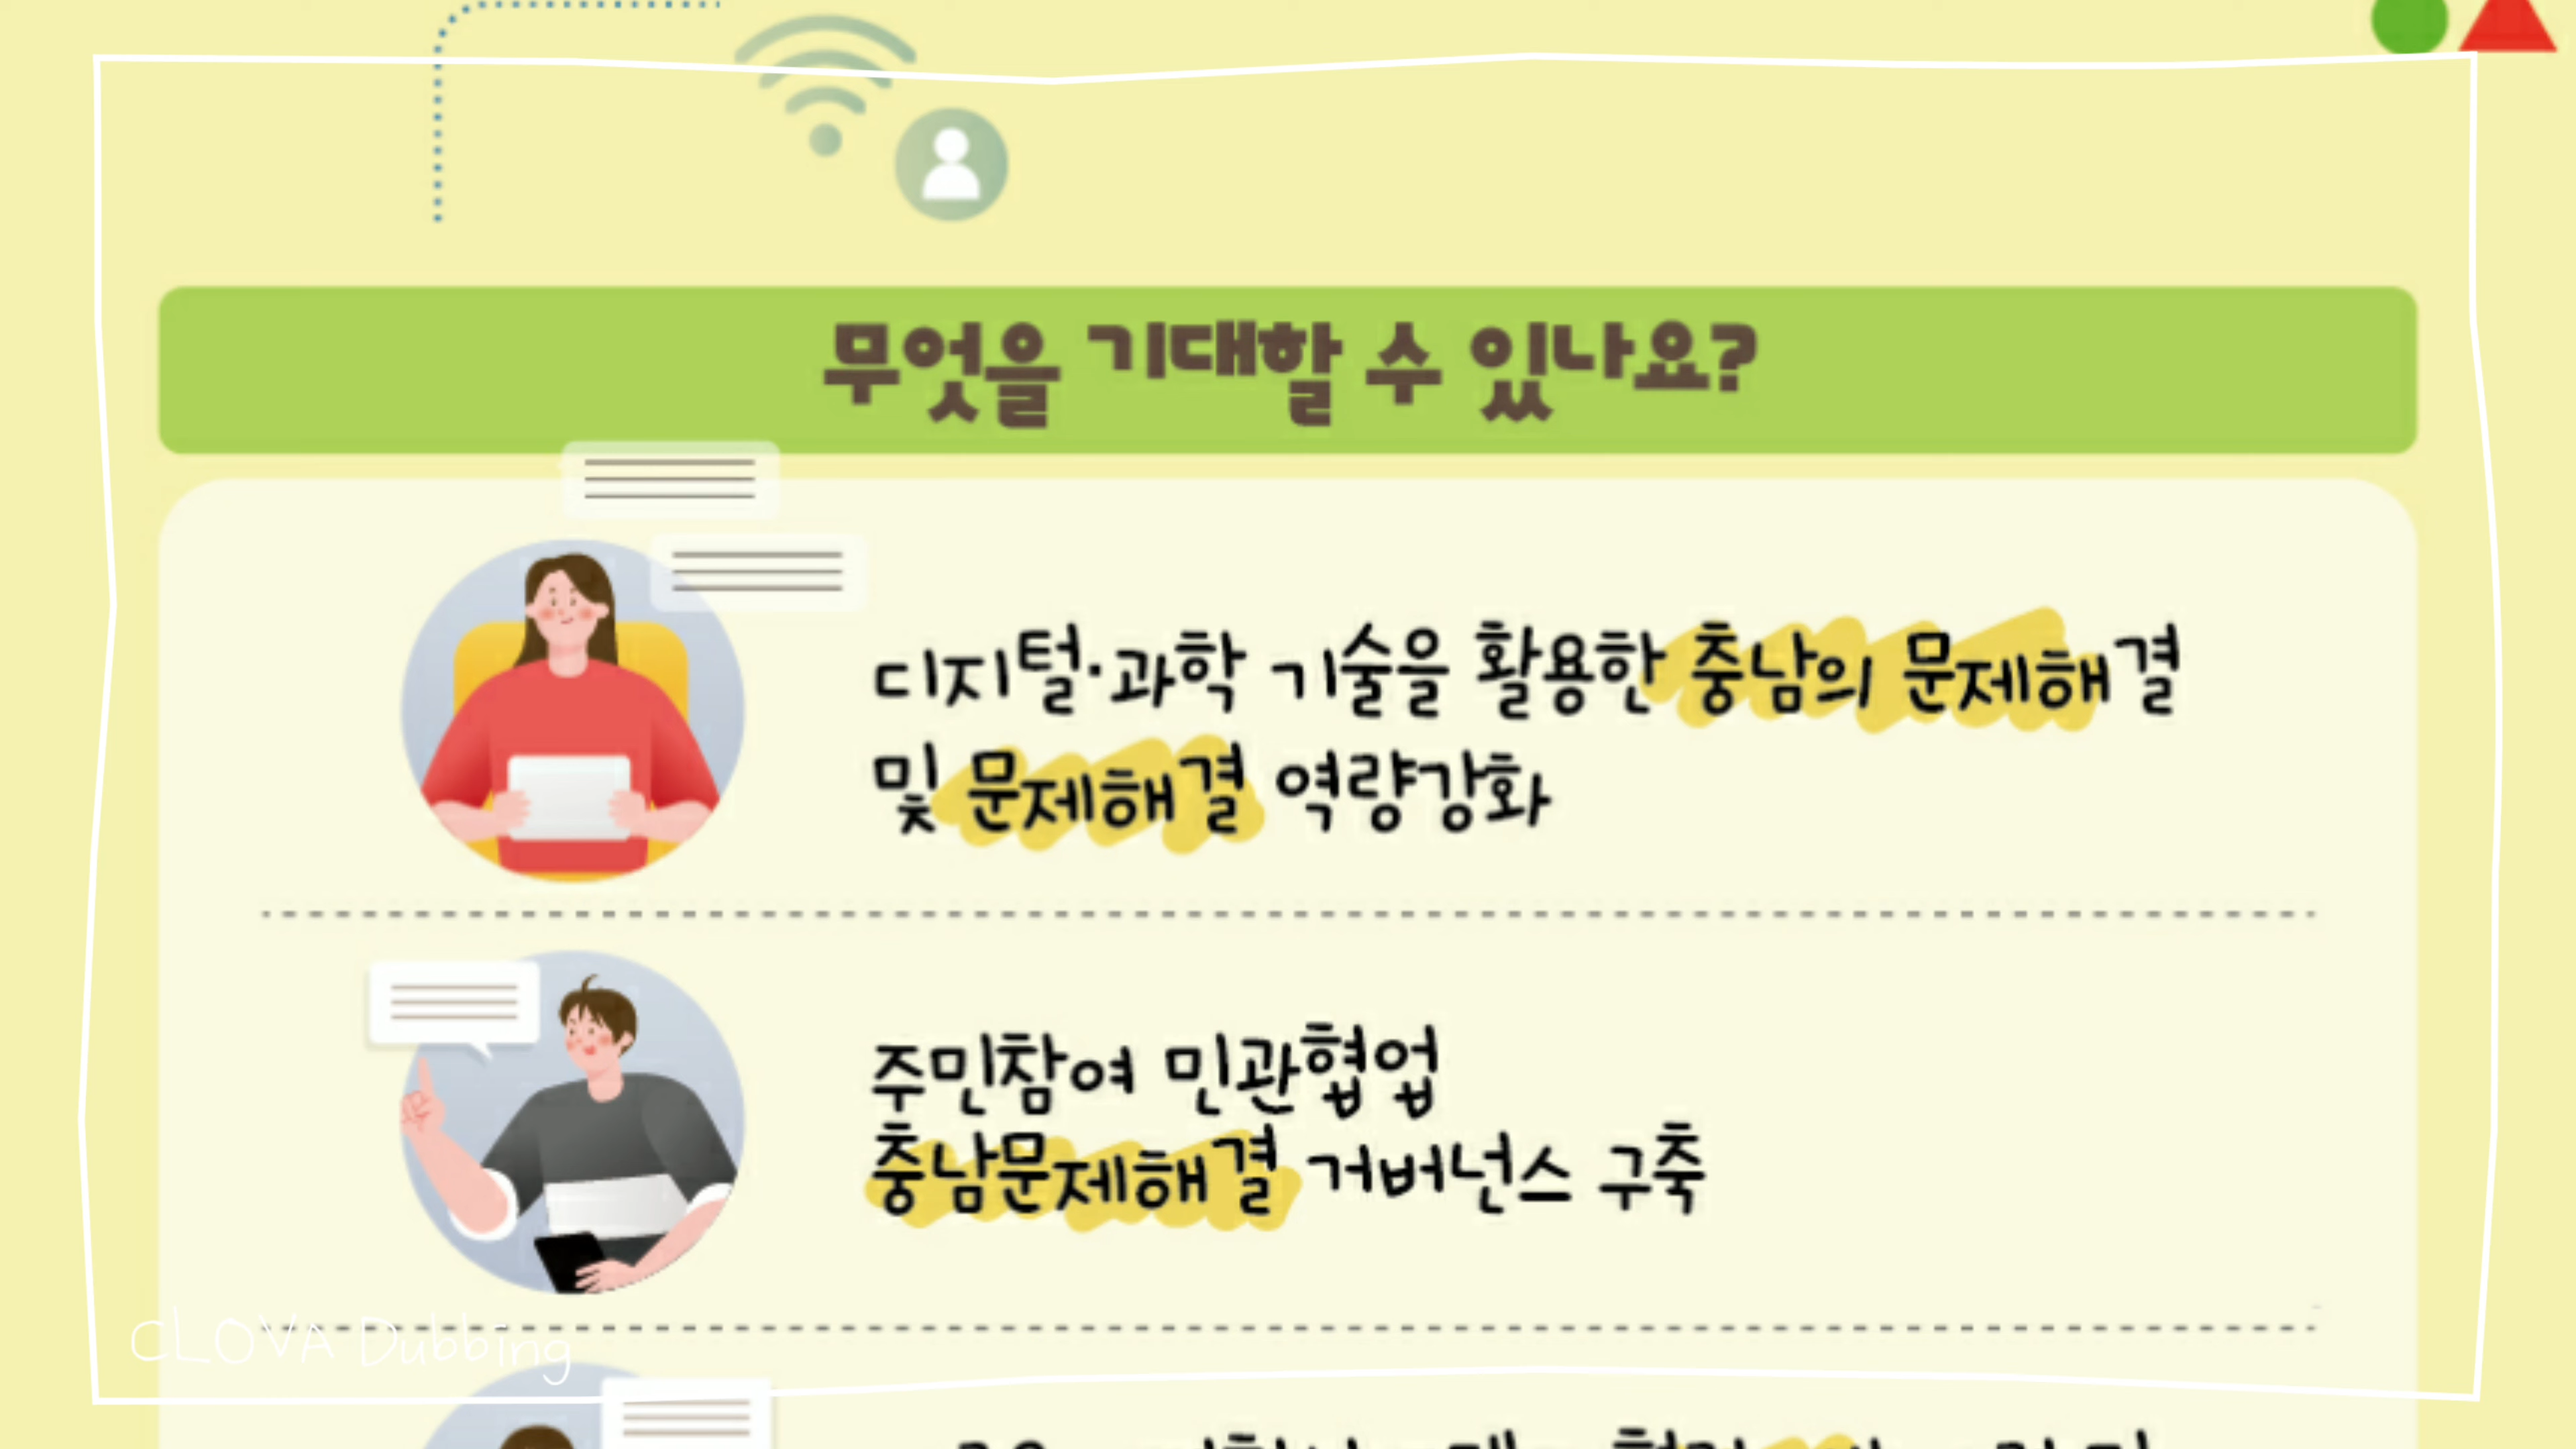 무엇을 기대할 수 있나요?
디지털·과학 기술을 활용한 충남의 문제해결
및 문제해결 역량강화
주민참여 민관협업
충남문제해결 거버넌스 구축
CLOVA Dubbing